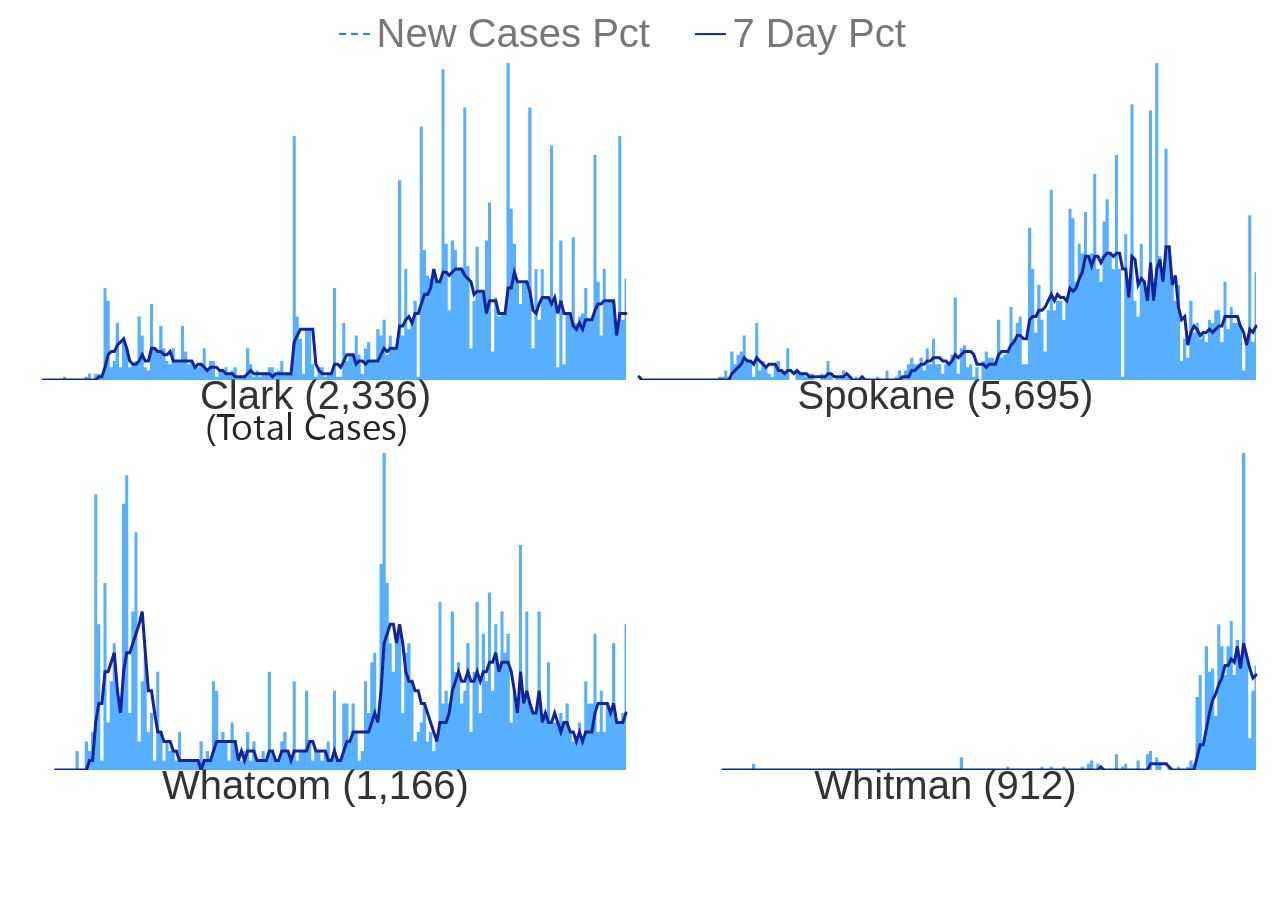 New Cases Pct 7 Day Pct
Clark (2,336) Spokane (5,695)
(Total Cases)
Whatcom (1,166) Whitman (912)